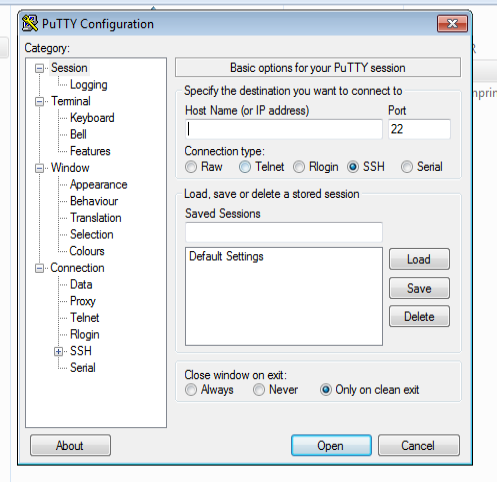 PuTTY Configuration
Category:
Session
Logging
Terminal
Keyboard
Bell
Features
Window
Appearance
Behaviour
Translation
Selection
Colours
Connection
Data
Proxy
Telnet
Rlogin
SSH
Serial
Basic options for your PuTTY session
Specify the destination you want to connect to
Host Name (or IP address) Port
22
Connection type:
Raw Telnet Rlogin SSH Serial
Load, save or delete a stored session
Saved Sessions
Default Settings
Load
Save
Delete
Close window on exit:
Always Never Only on clean exit
About Open Cancel